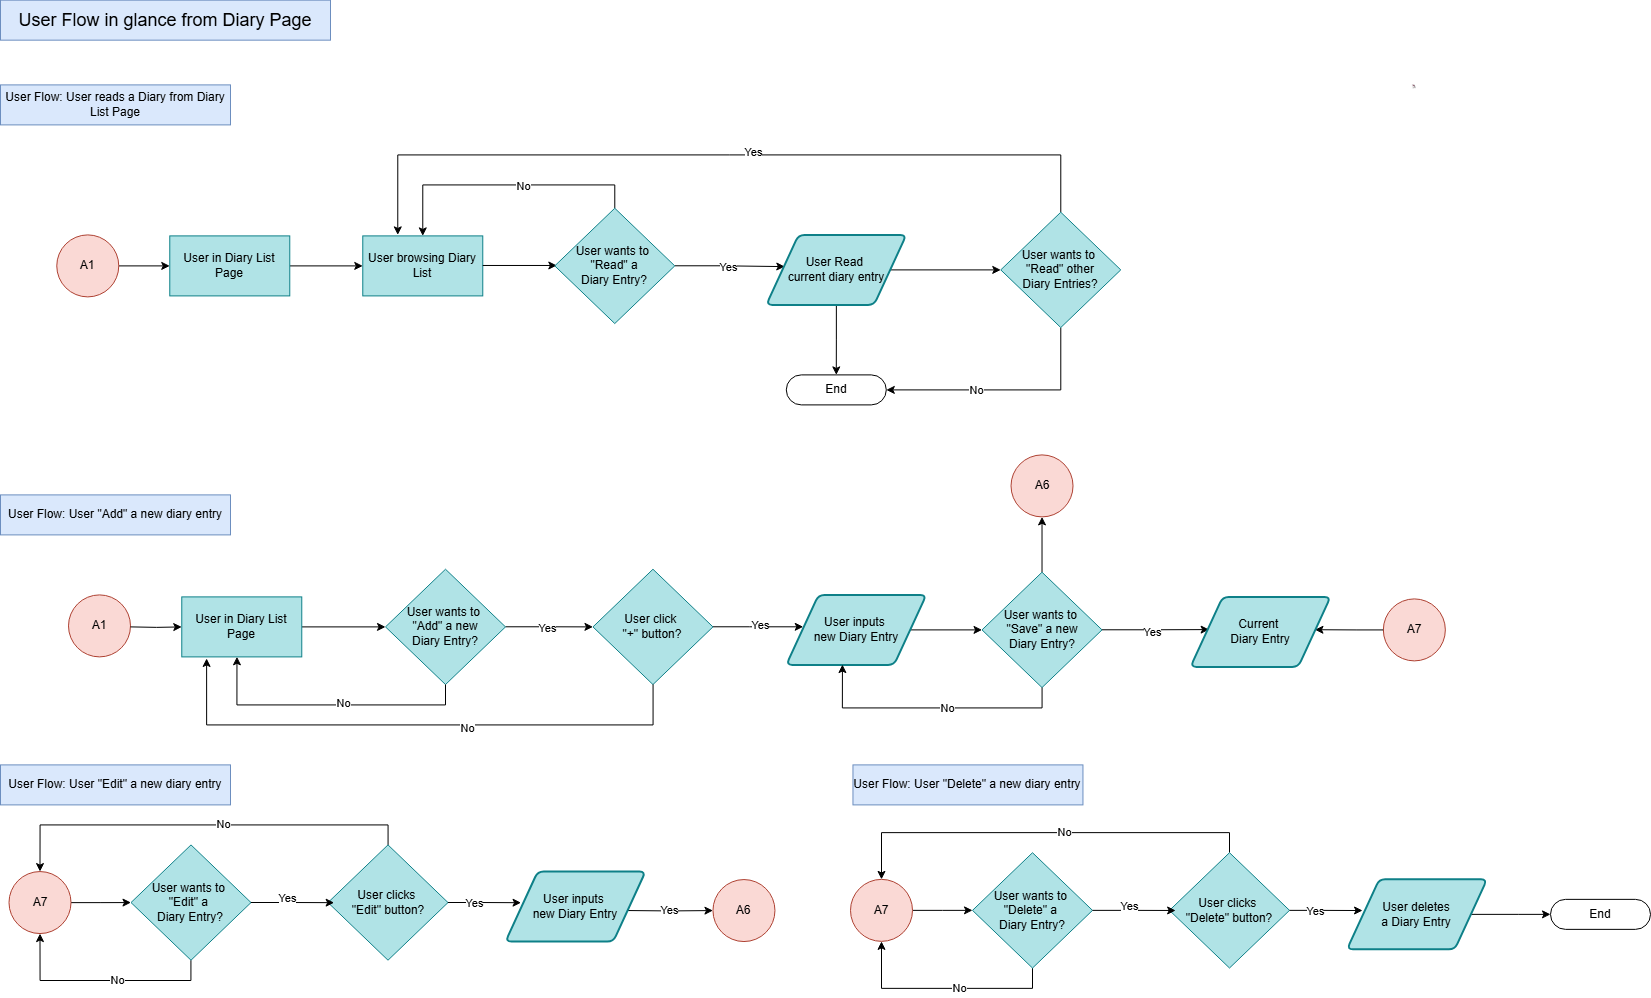 User Flow in glance from Diary Page
User Flow: User reads a Diary from Diary
List Page
Yes
No
A1
User in Diary List
Page
User browsing Diary
List
User wants to
"Read" a
Diary Entry?
Yes
User Read
current diary entry
User wants to
"Read" other
Diary Entries?
End
No
User Flow: User "Add" a new diary entry
A6
A1
User in Diary List
Page
User wants to
"Add" a new
Diary Entry?
Yes
User click
"+" button?
Yes
User inputs
new Diary Entry
User wants to
"Save" a new
Diary Entry?
Yes
Current
Diary Entry
A7
No
No
No
User Flow: User "Edit" a new diary entry
No
A7
User wants to
"Edit" a
Diary Entry?
Yes
User clicks
"Edit" button?
Yes
User inputs
new Diary Entry
Yes
A6
No
User Flow: User "Delete" a new diary entry
No
A7
User wants to
"Delete" a
Diary Entry?
Yes
User clicks
"Delete" button?
Yes
User deletes
a Diary Entry
End
No